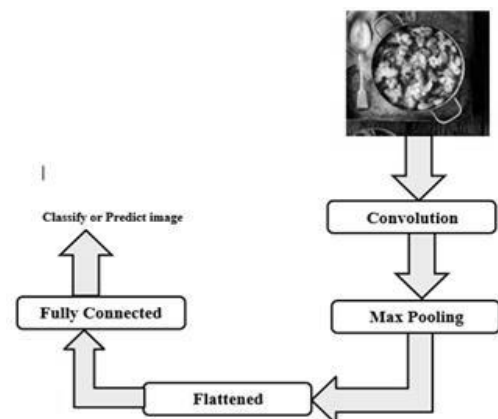 Convolution
Max Pooling
Flattened
Fully Connected
Classify or Predict image